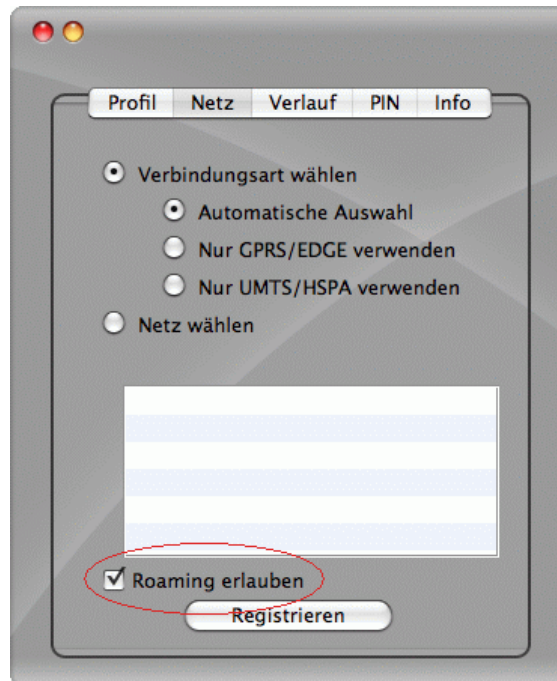 Profil Netz Verlauf PIN Info
Verbindungsart wählen
Automatische Auswahl
Nur GPRS/EDGE verwenden
Nur UMTS/HSPA verwenden
Netz wählen
Roaming erlauben
Registrieren